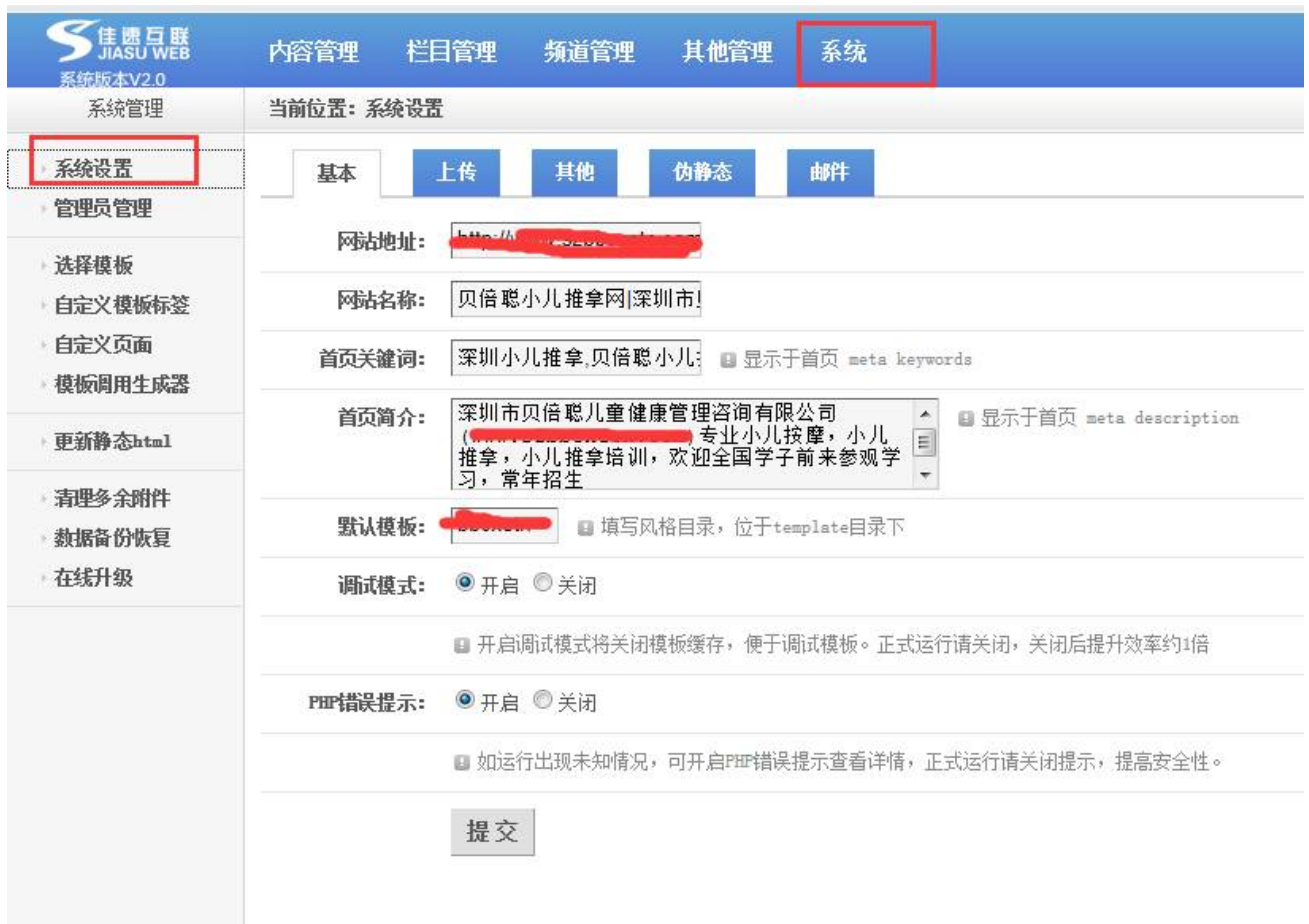 佳速互联
JIASU WEB
系统版本V2.0
内容管理 栏目管理 频道管理 其他管理 系统
系统管理
当前位置：系统设置
系统设置
管理员管理
选择模板
自定义模板标签
自定义页面
模板调用生成器
更新静态html
清理多余附件
数据备份恢复
在线升级
基本 上传 其他 伪静态 邮件
网站地址：
网站名称： 贝倍聪小儿推拿网|深圳市
首页关键词： 深圳小儿推拿,贝倍聪小儿 显示于首页 meta keywords
首页简介： 深圳市贝倍聪儿童健康管理咨询有限公司 显示于首页 meta description
( ) 专业小儿按摩，小儿
推拿，小儿推拿培训，欢迎全国学子前来参观学
习，常年招生
默认模板： 填写风格目录，位于template目录下
调试模式： 开启 关闭
开启调试模式将关闭模板缓存，便于调试模板。正式运行请关闭，关闭后提升效率约1倍
PHP错误提示： 开启 关闭
如运行出现未知情况，可开启PHP错误提示查看详情，正式运行请关闭提示，提高安全性。
提交